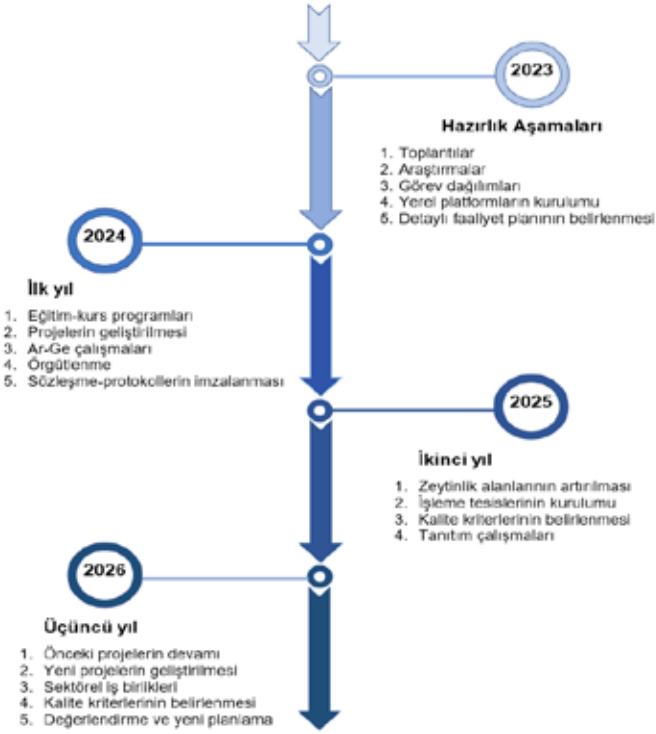 2023
Hazırlık Aşamaları
1. Toplantılar
2. Araştırmalar
3. Görev dağılımları
4. Yerel platformların kurulumu
5. Detaylı faaliyet planının belirlenmesi
2024
İlk yıl
1. Eğitim-kurs programları
2. Projelerin geliştirilmesi
3. Ar-Ge çalışmaları
4. Örgütlenme
5. Sözleşme-protokollerin imzalanması
2025
İkinci yıl
1. Zeytinlik alanlarının artırılması
2. İşleme tesislerinin kurulumu
3. Kalite kriterlerinin belirlenmesi
4. Tanıtım çalışmaları
2026
Üçüncü yıl
1. Önceki projelerin devamı
2. Yeni projelerin geliştirilmesi
3. Sektörel iş birlikleri
4. Kalite kriterlerinin belirlenmesi
5. Değerlendirme ve yeni planlama